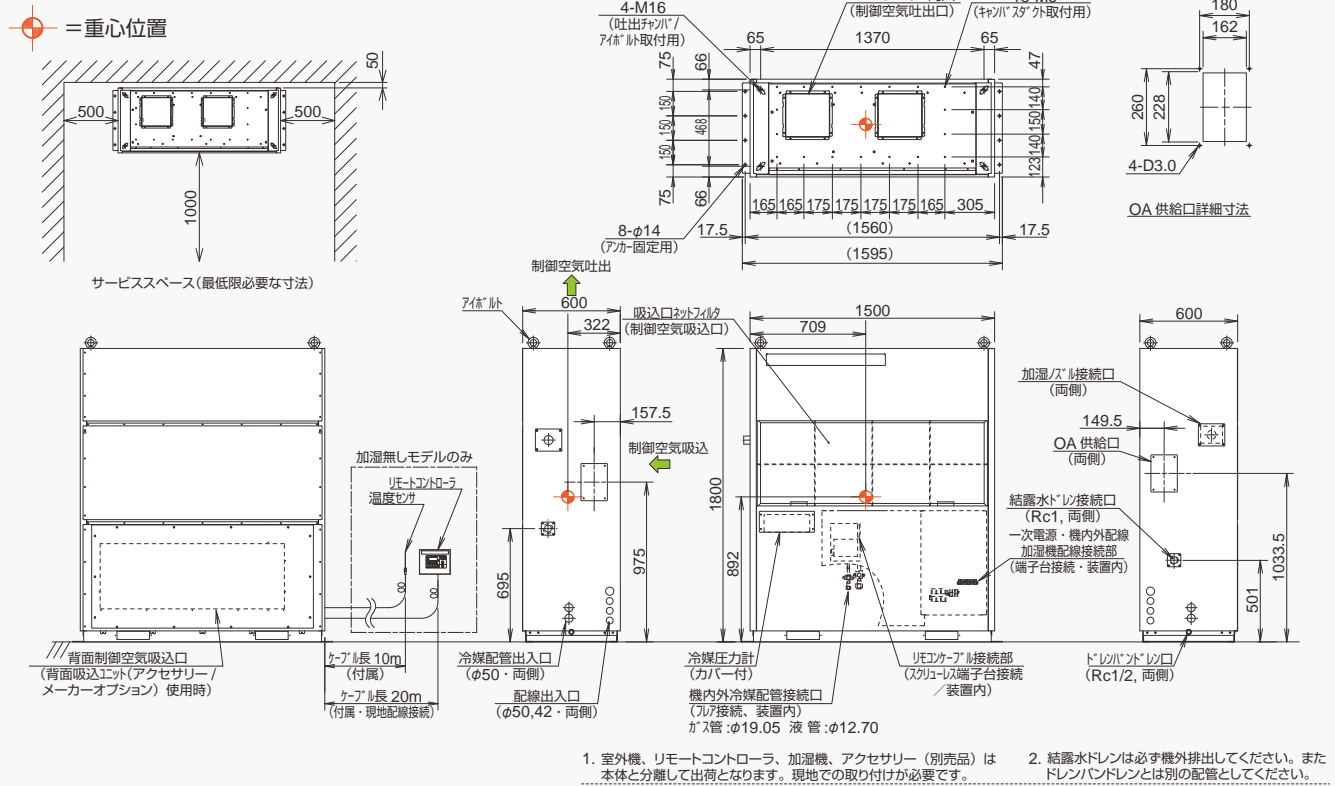 =重心位置
50
500
500
1000
サービススペース(最低限必要な寸法)
4-M16
(吐出チャンバ/
アイボルト取付用)
(制御空気吐出口)
(キャンバスダクト取付用)
65
1370
65
75
66
150
150
468
150
75
66
47
140
150
140
123
165
165
175
175
175
175
165
305
8-φ14
(アンカー固定用)
17.5
(1560)
17.5
(1595)
180
162
260
228
4-D3.0
OA 供給口詳細寸法
加湿無しモデルのみ
リモートコントローラ
温度センサ
背面制御空気吸込口
(背面吸込ユニット(アクセサリー/
メーカーオプション) 使用時)
ケーブル長 10m
(付属)
ケーブル長 20m
(付属・現地配線接続)
制御空気吐出
アイボルト
600
322
157.5
制御空気吸込
695
975
冷媒配管出入口
(φ50・両側)
配線出入口
(φ50,42・両側)
吸込口ネットフィルタ
(制御空気吸込口)
1500
709
1800
892
冷媒圧力計
(カバー付)
機内外冷媒配管接続口
(フレア接続、装置内)
ガス管:φ19.05 液管:φ12.70
リモコンケーブル接続部
(スクリューレス端子台接続
/装置内)
600
加湿ノズル接続口
(両側)
149.5
OA 供給口
(両側)
結露水ドレン接続口
(Rc1, 両側)
一次電源・機内外配線
加湿機配線接続部
(端子台接続・装置内)
1033.5
501
ドレンパンドレン口
(Rc1/2, 両側)
1. 室外機、リモートコントローラ、加湿機、アクセサリー(別売品)は
本体と分離して出荷となります。現地での取り付けが必要です。
2. 結露水ドレンは必ず機外排出してください。また
ドレンパンドレンとは別の配管としてください。